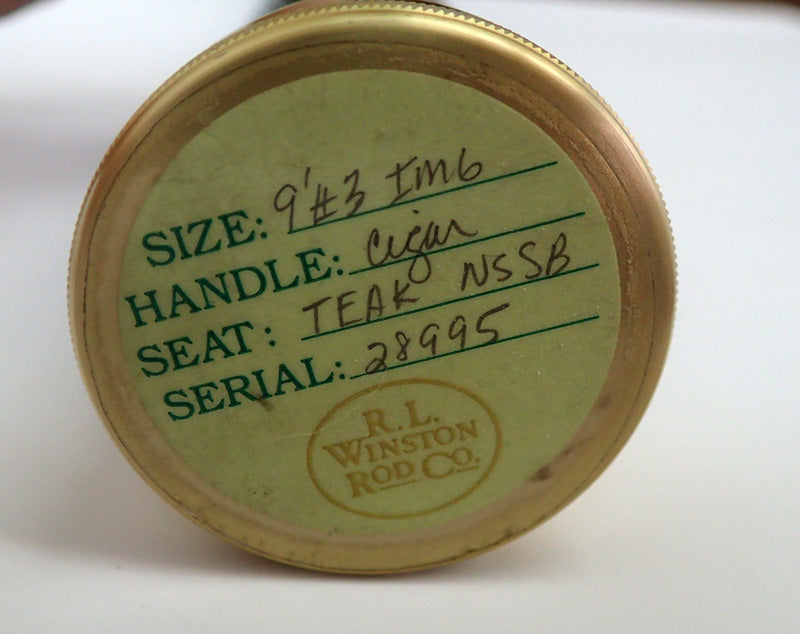 SIZE: 9'#3 IM6
HANDLE: Cigar
SEAT: TEAK NSSB
SERIAL: 28995
R. L.
WINSTON
ROD CO.